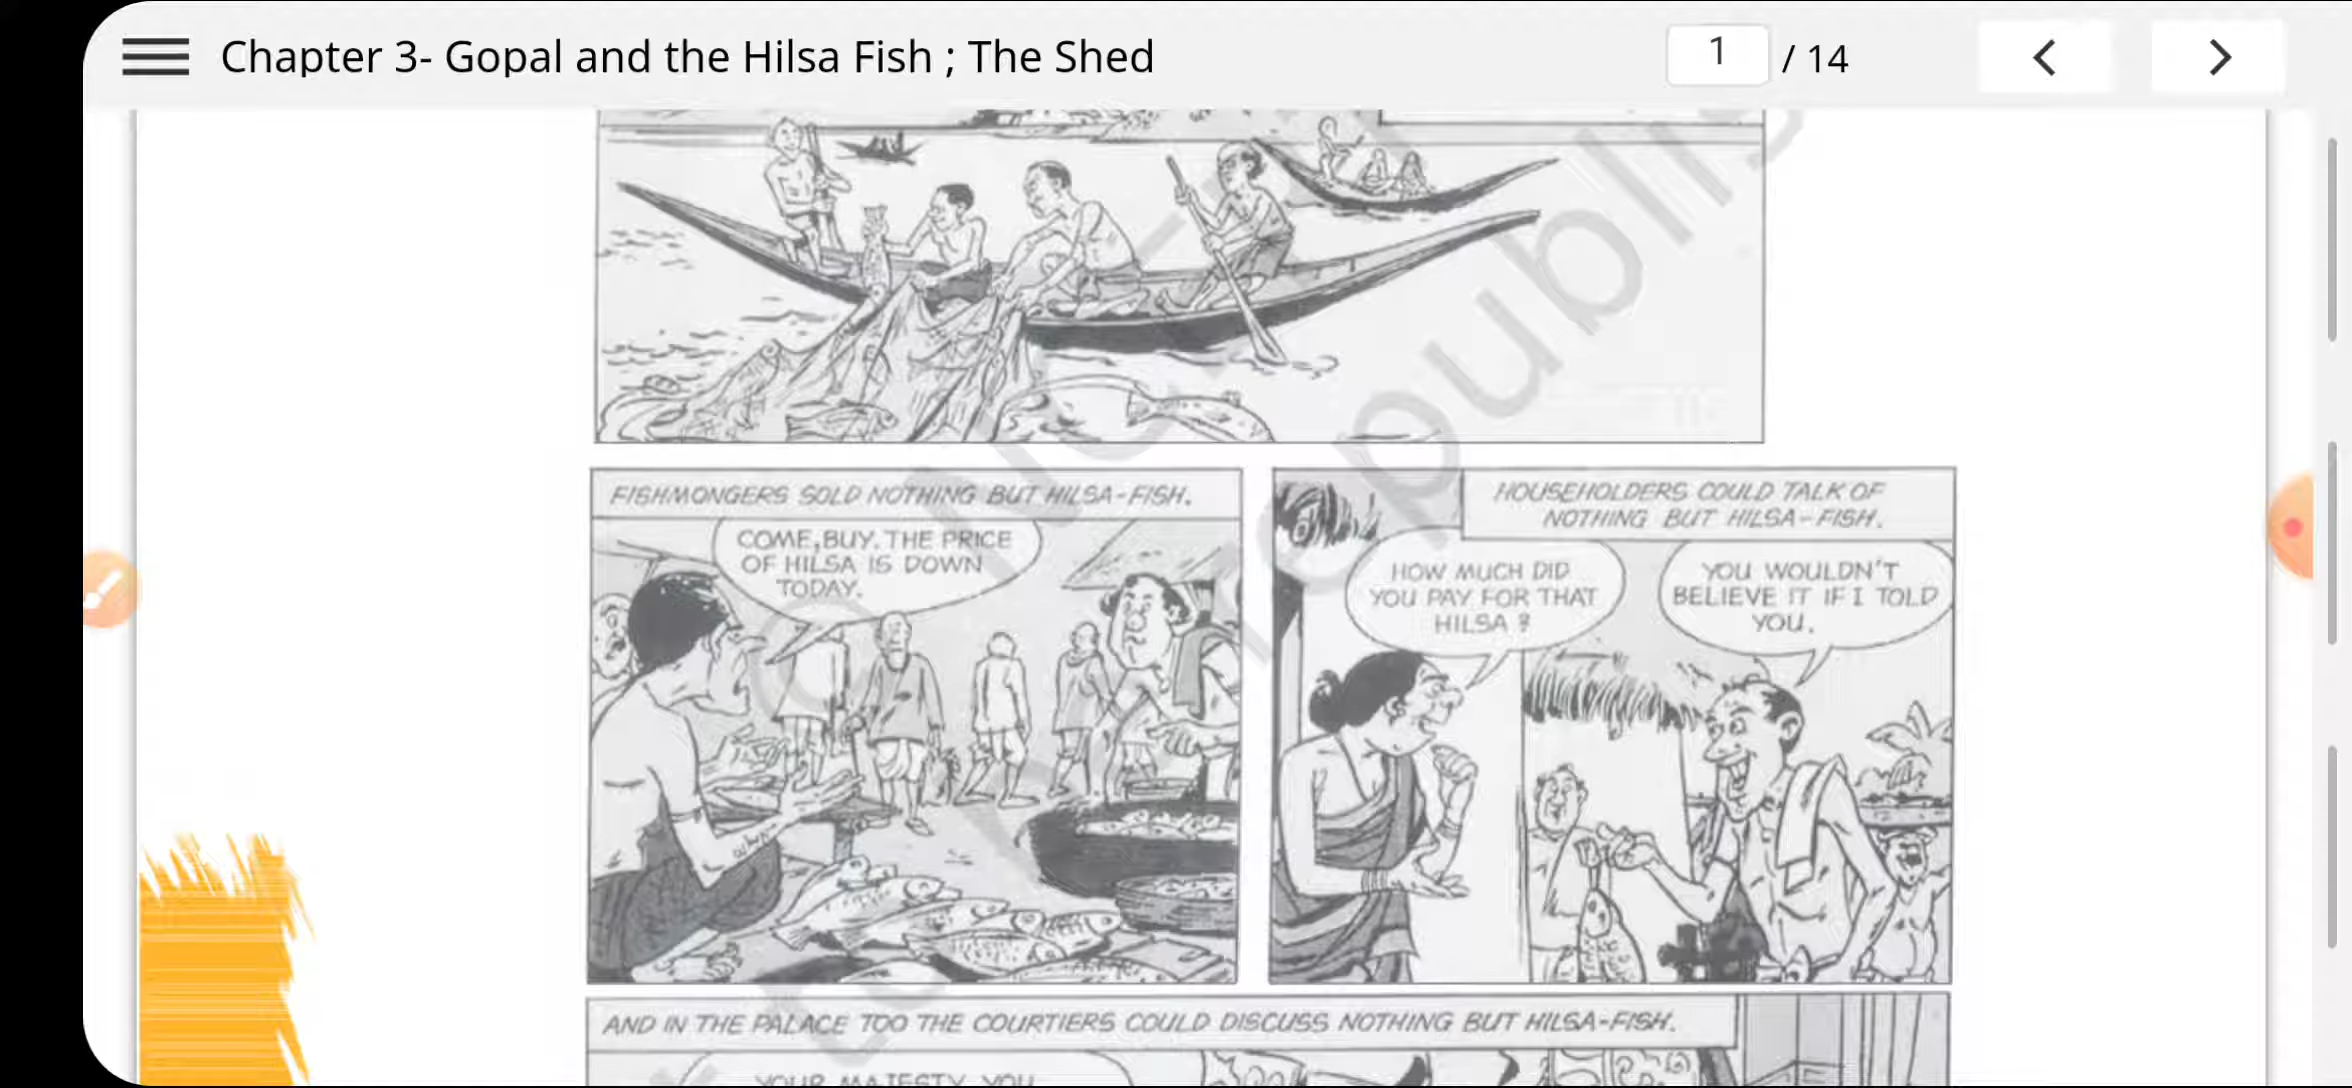 Chapter 3- Gopal and the Hilsa Fish ; The Shed
1 / 14
FISHMONGERS SOLD NOTHING BUT HILSA-FISH.
COME, BUY. THE PRICE
OF HILSA IS DOWN
TODAY.
HOUSEHOLDERS COULD TALK OF
NOTHING BUT HILSA-FISH.
HOW MUCH DID
YOU PAY FOR THAT
HILSA ?
YOU WOULDN'T
BELIEVE IT IF I TOLD
YOU.
AND IN THE PALACE TOO THE COURTIERS COULD DISCUSS NOTHING BUT HILSA-FISH.
YOUR MAJESTY, YOU